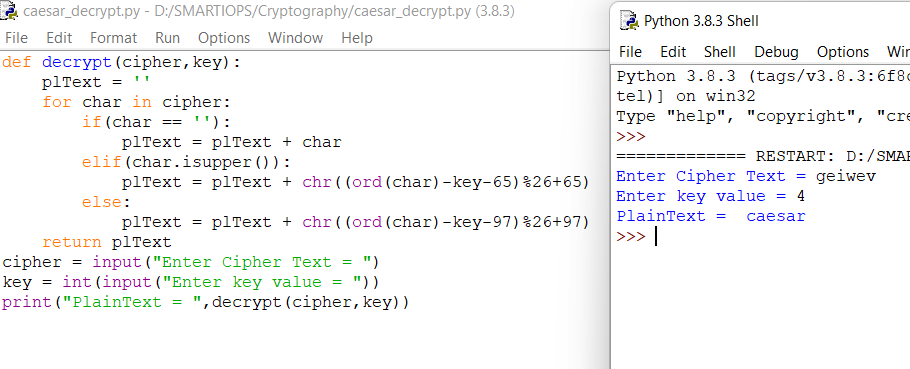 caesar_decrypt.py - D:/SMARTIOPS/Cryptography/caesar_decrypt.py (3.8.3)
File Edit Format Run Options Window Help
def decrypt(cipher,key):
    plText = ''
    for char in cipher:
        if(char == ''):
            plText = plText + char
        elif(char.isupper()):
            plText = plText + chr((ord(char)-key-65)%26+65)
        else:
            plText = plText + chr((ord(char)-key-97)%26+97)
    return plText
cipher = input("Enter Cipher Text = ")
key = int(input("Enter key value = "))
print("PlainText = ",decrypt(cipher,key))
Python 3.8.3 Shell
File Edit Shell Debug Options Win
Python 3.8.3 (tags/v3.8.3:6f8c
tel)] on win32
Type "help", "copyright", "cre
>>>
============= RESTART: D:/SMAR
Enter Cipher Text = geiwev
Enter key value = 4
PlainText =  caesar
>>>